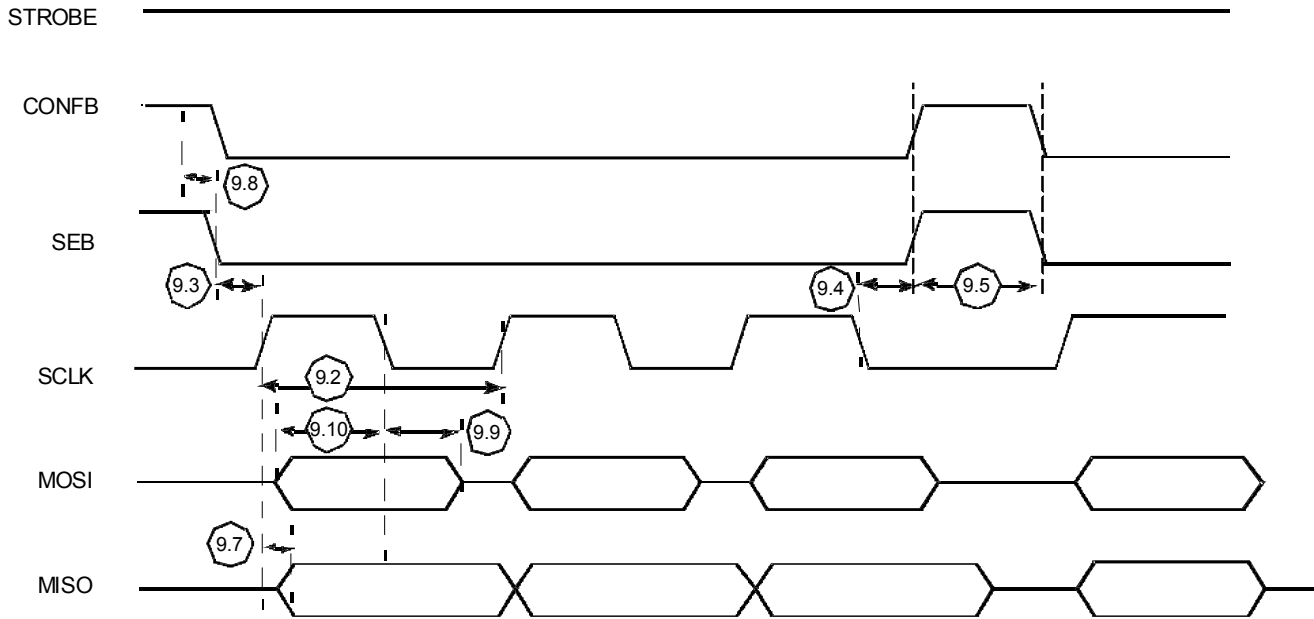 STROBE
CONFB
9.8
SEB
9.3
9.4
9.5
SCLK
9.2
9.10
9.9
MOSI
9.7
MISO